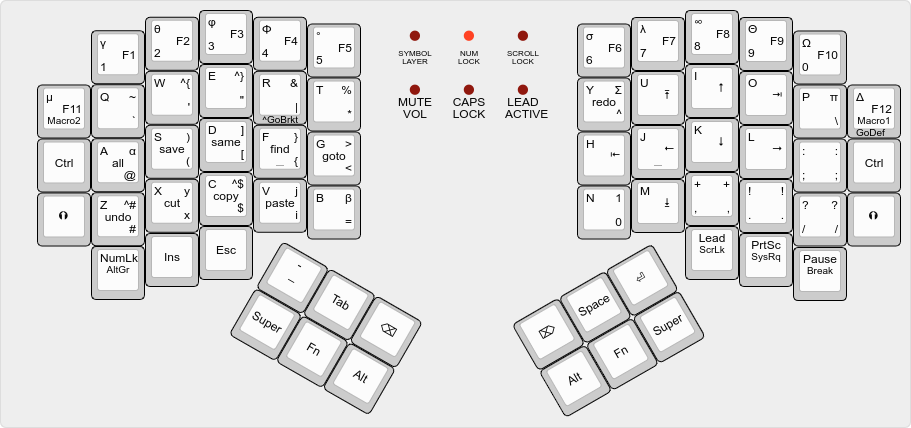 γ F1
1
θ F2
2
φ F3
3
Φ F4
4
° F5
5
SYMBOL
LAYER
NUM
LOCK
SCROLL
LOCK
σ F6
6
λ F7
7
∞ F8
8
Θ F9
9
Ω F10
0
μ F11
Macro2
Q ~
`
W ^{
'
E ^}
"
R &
|
^GoBrkt
T %
*
MUTE
VOL
CAPS
LOCK
LEAD
ACTIVE
Y Σ
redo
^
U ⤒
I ↑
O ⇥
P π
\
Δ F12
Macro1
GoDef
Ctrl
A α
all
@
S )
save
(
D ]
same
[
F }
find
_ {
G >
goto
<
H ⇤
J ←
_
K ↓
L →
: :
; ;
Ctrl
Z ^#
undo
#
X y
cut
x
C ^$
copy
$
V j
paste
i
B β
=
N 1
0
M ⤓
+ +
, ,
! !
. .
? ?
/ /
NumLk
AltGr
Ins
Esc
Lead
ScrLk
PrtSc
SysRq
Pause
Break
-
_
Tab
⌫
Super
Fn
Alt
⌦
Space
⏎
Alt
Fn
Super